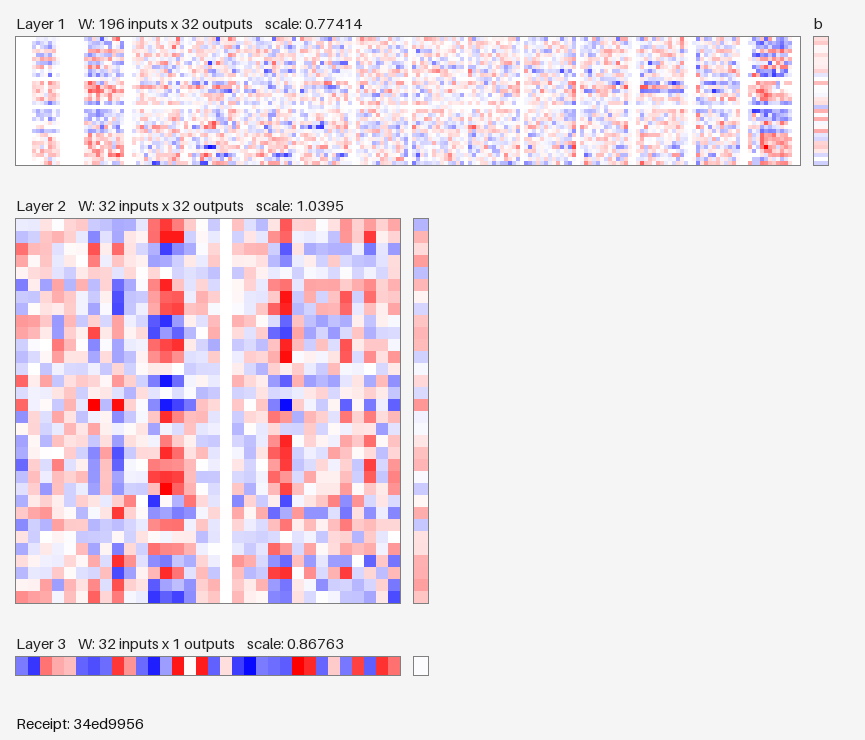 Layer 1 W: 196 inputs x 32 outputs scale: 0.77414 b
Layer 2 W: 32 inputs x 32 outputs scale: 1.0395
Layer 3 W: 32 inputs x 1 outputs scale: 0.86763
Receipt: 34ed9956